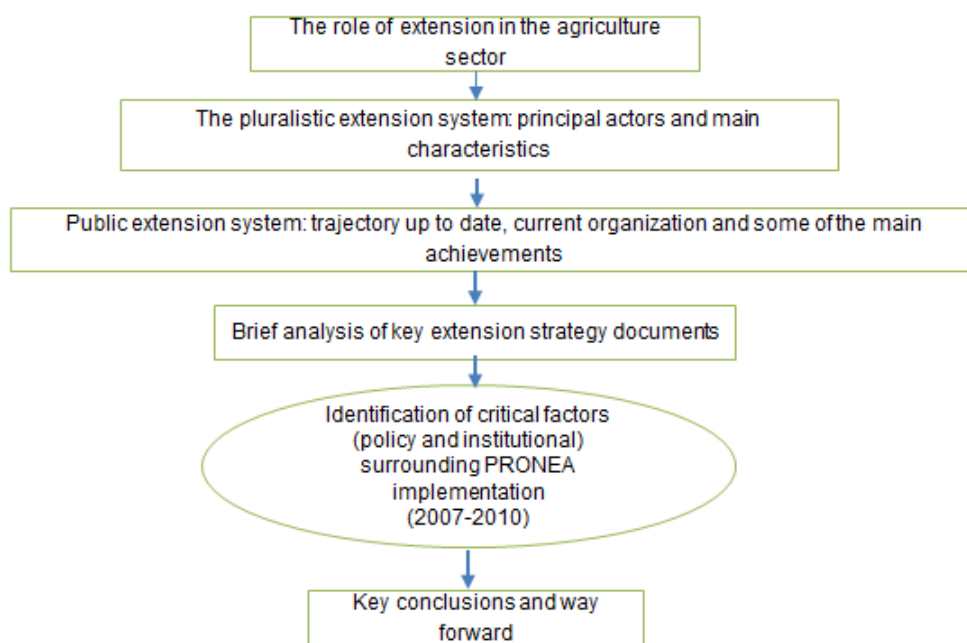 The role of extension in the agriculture
sector
The pluralistic extension system: principal actors and main
characteristics
Public extension system: trajectory up to date, current organization and some of the main
achievements
Brief analysis of key extension strategy documents
Identification of critical factors
(policy and institutional)
surrounding PRONEA
implementation
(2007-2010)
Key conclusions and way
forward